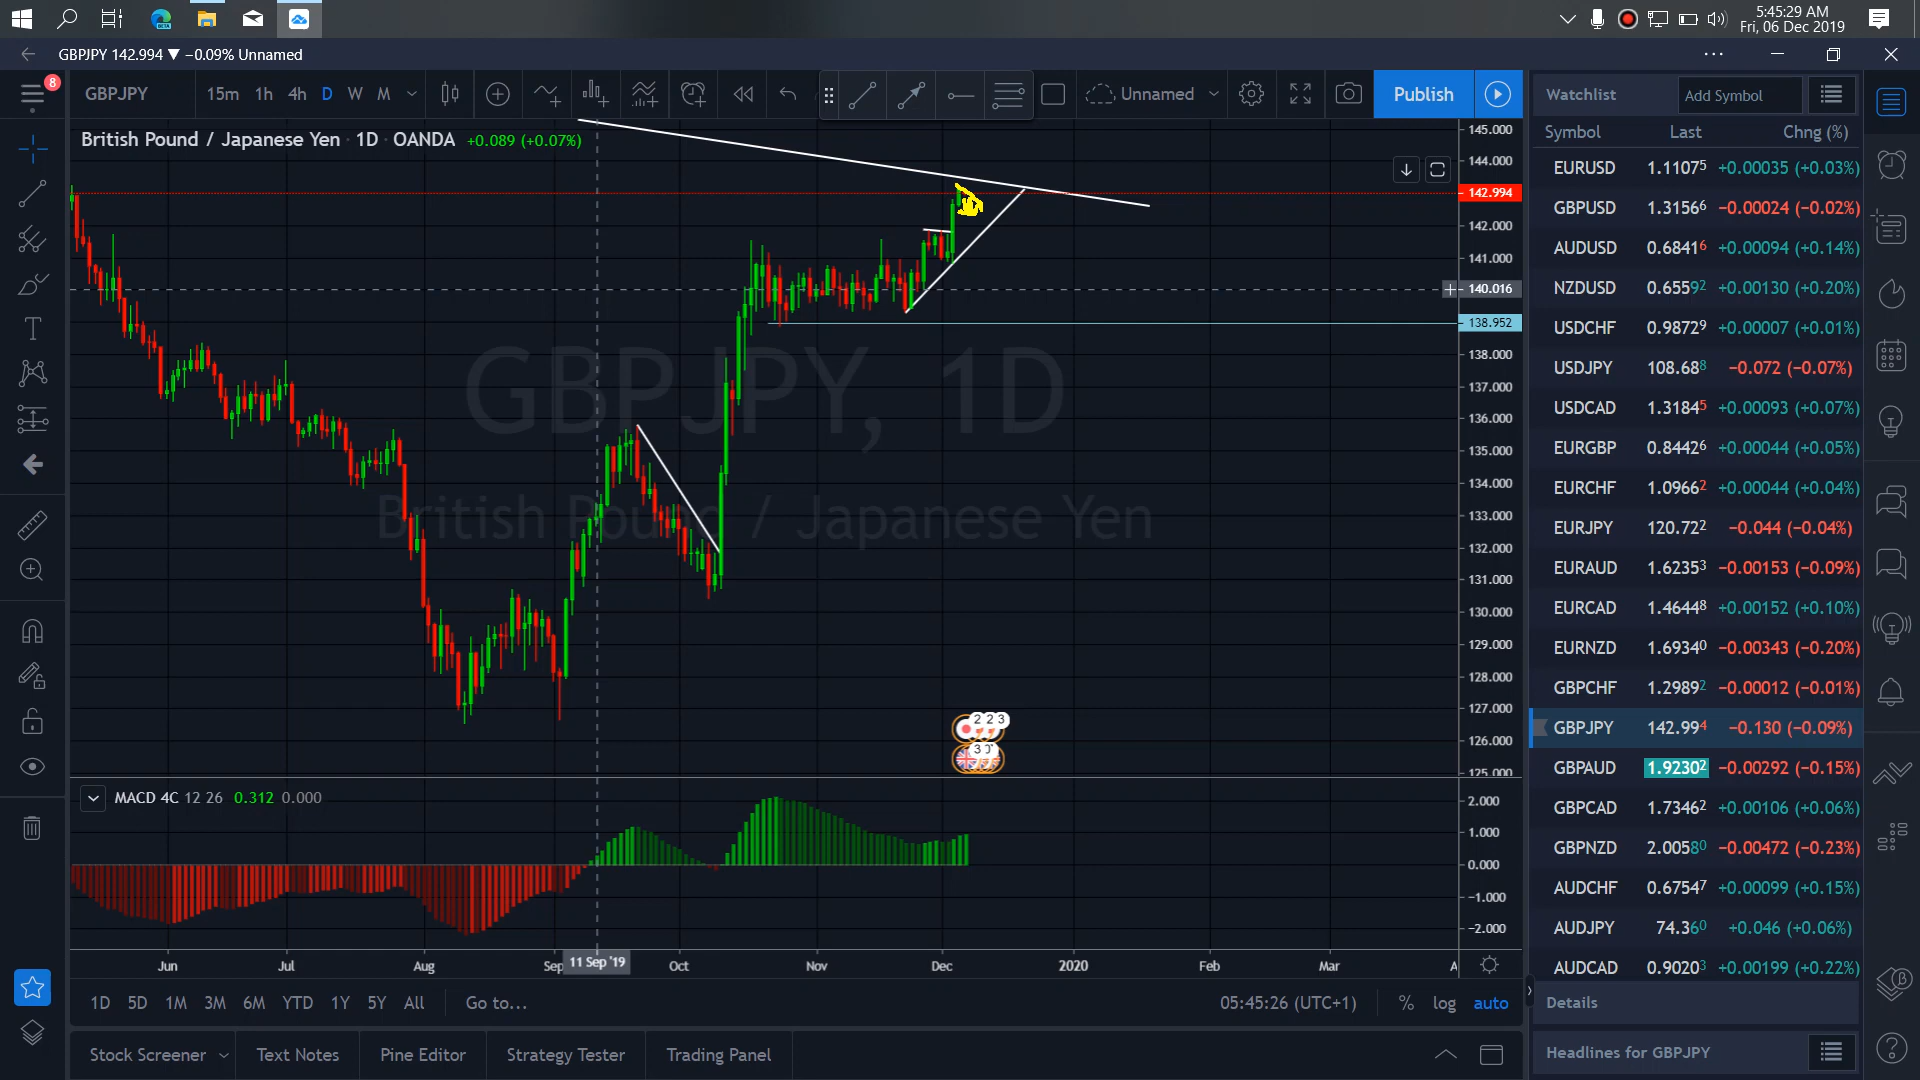 5:45:29 AM
Fri, 06 Dec 2019
GBPJPY 142.994 ▼ −0.09% Unnamed
8
GBPJPY 15m 1h 4h D W M Unnamed Publish
Watchlist Add Symbol
British Pound / Japanese Yen · 1D · OANDA +0.089 (+0.07%)
Symbol Last Chng (%)
EURUSD 1.11075 +0.00035 (+0.03%)
GBPUSD 1.31566 −0.00024 (−0.02%)
AUDUSD 0.68416 +0.00094 (+0.14%)
NZDUSD 0.65592 +0.00130 (+0.20%)
USDCHF 0.98729 +0.00007 (+0.01%)
USDJPY 108.688 −0.072 (−0.07%)
USDCAD 1.31845 +0.00093 (+0.07%)
EURGBP 0.84426 +0.00044 (+0.05%)
EURCHF 1.09662 +0.00044 (+0.04%)
EURJPY 120.722 −0.044 (−0.04%)
EURAUD 1.62353 −0.00153 (−0.09%)
EURCAD 1.46448 +0.00152 (+0.10%)
EURNZD 1.69340 −0.00343 (−0.20%)
GBPCHF 1.29892 −0.00012 (−0.01%)
GBPJPY 142.994 −0.130 (−0.09%)
GBPAUD 1.92302 −0.00292 (−0.15%)
GBPCAD 1.73462 +0.00106 (+0.06%)
GBPNZD 2.00580 −0.00472 (−0.23%)
AUDCHF 0.67547 +0.00099 (+0.15%)
AUDJPY 74.360 +0.046 (+0.06%)
AUDCAD 0.90203 +0.00199 (+0.22%)
Details
Headlines for GBPJPY
145.000
144.000
142.994
142.000
141.000
140.016
138.952
138.000
137.000
136.000
135.000
134.000
133.000
132.000
131.000
130.000
129.000
128.000
127.000
126.000
125.000
GBPJPY, 1D
British Pound / Japanese Yen
2 2 3
3
MACD 4C 12 26 0.312 0.000
2.000
1.000
0.000
−1.000
−2.000
Jun Jul Aug Sep 11 Sep '19 Oct Nov Dec 2020 Feb Mar A
1D 5D 1M 3M 6M YTD 1Y 5Y All Go to... 05:45:26 (UTC+1) % log auto
Stock Screener Text Notes Pine Editor Strategy Tester Trading Panel